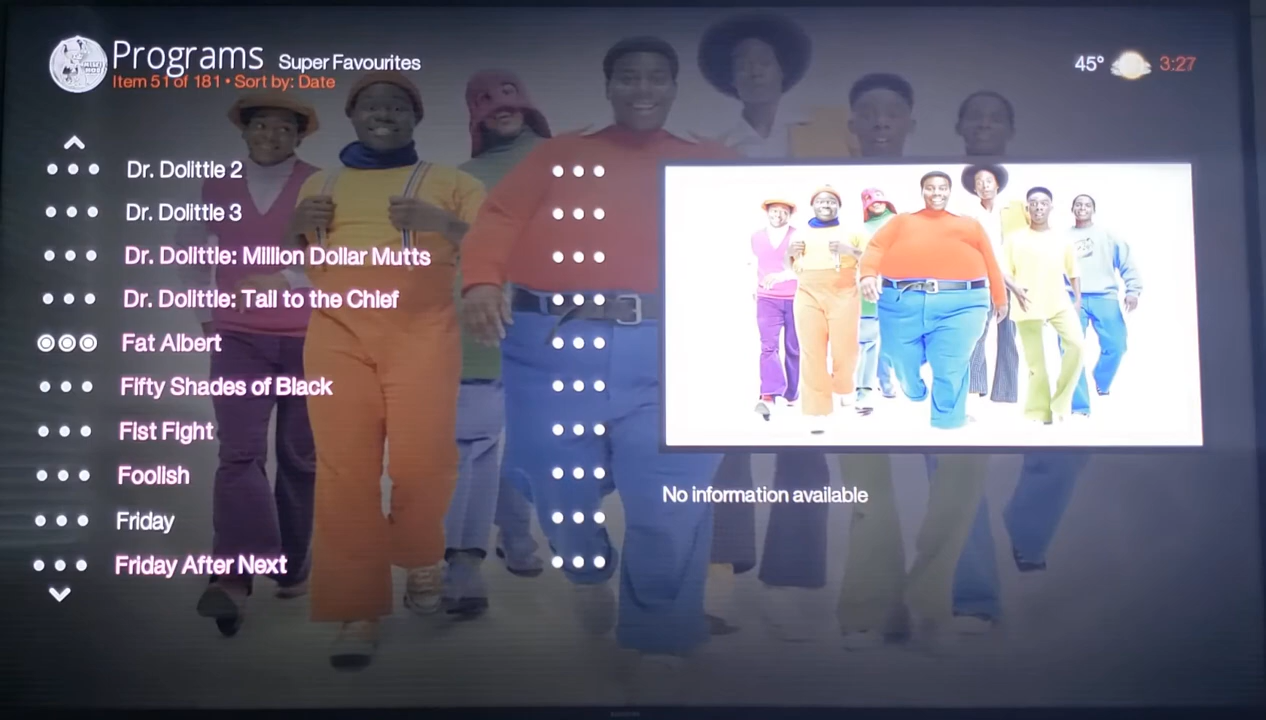 Programs Super Favourites
Item 51 of 181 • Sort by: Date
45° 3:27
Dr. Dolittle 2
Dr. Dolittle 3
Dr. Dolittle: Million Dollar Mutts
Dr. Dolittle: Tail to the Chief
Fat Albert
Fifty Shades of Black
Fist Fight
Foolish
Friday
Friday After Next
No information available